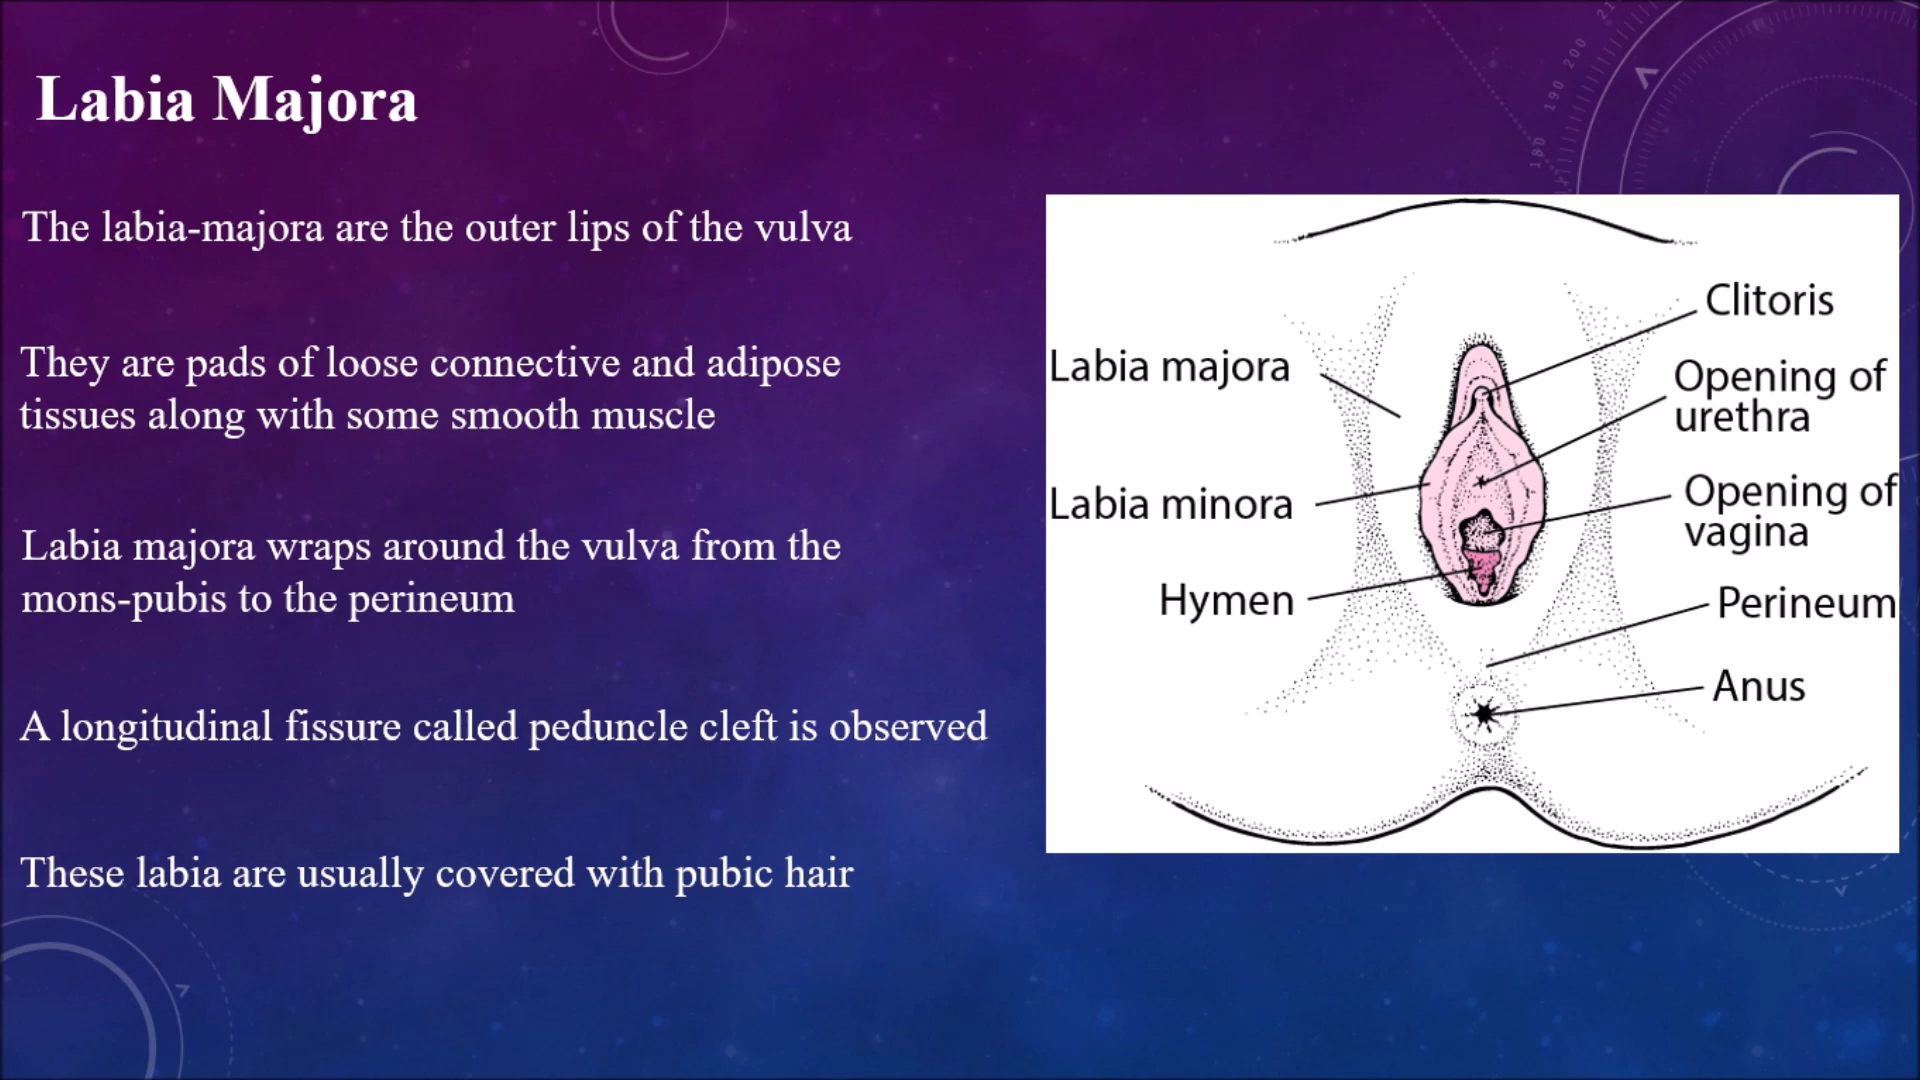 Labia Majora
The labia-majora are the outer lips of the vulva
They are pads of loose connective and adipose
tissues along with some smooth muscle
Labia majora wraps around the vulva from the
mons-pubis to the perineum
A longitudinal fissure called peduncle cleft is observed
These labia are usually covered with pubic hair
Labia majora
Labia minora
Hymen
Clitoris
Opening of
urethra
Opening of
vagina
Perineum
Anus
180
190
200